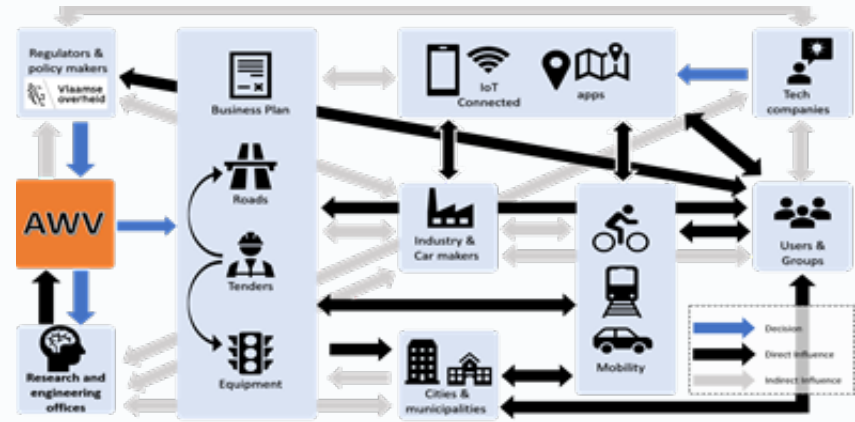 Regulators &
policy makers
Vlaamse
overheid
AWV
Research and
engineering
offices
Business Plan
Roads
Tenders
Equipment
IoT
Connected
apps
Industry &
Car makers
Cities &
municipalities
Mobility
Tech
companies
Users &
Groups
Decision
Direct Influence
Indirect Influence